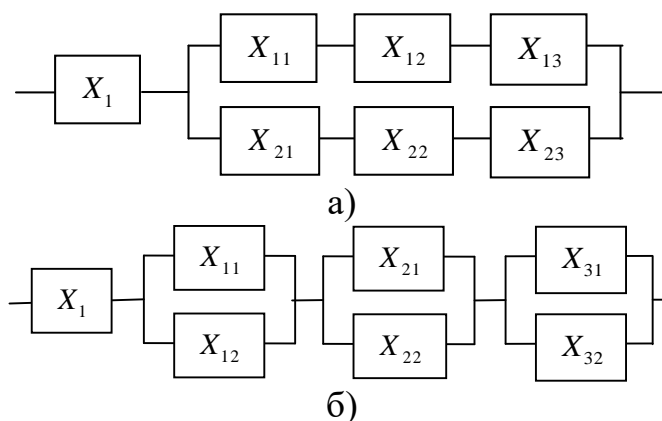 X₁₁ X₁₂ X₁₃
X₁
X₂₁ X₂₂ X₂₃
а)
X₁₁ X₂₁ X₃₁
X₁
X₁₂ X₂₂ X₃₂
б)